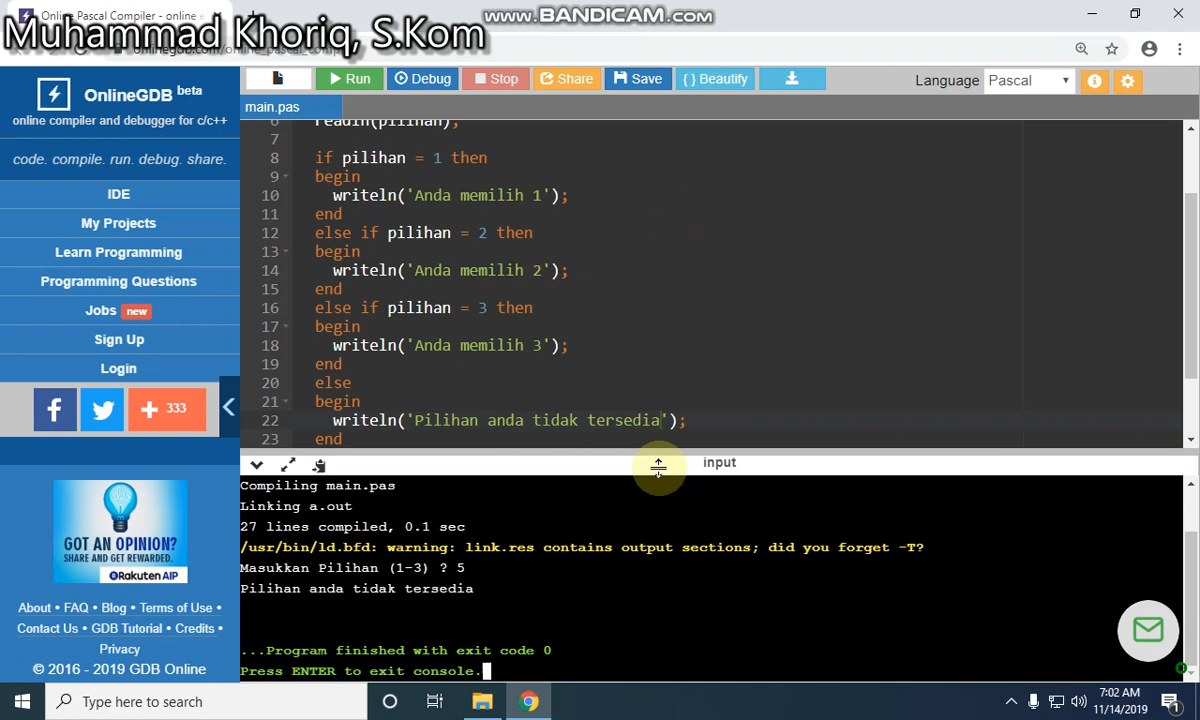 Online Pascal Compiler - online e
www.BANDICAM.com
Muhammad Khoriq, S.Kom
OnlineGDB beta
online compiler and debugger for c/c++
code. compile. run. debug. share.
IDE
My Projects
Learn Programming
Programming Questions
Jobs new
Sign Up
Login
333
GOT AN OPINION?
SHARE AND GET REWARDED.
Rakuten AIP
About • FAQ • Blog • Terms of Use •
Contact Us • GDB Tutorial • Credits •
Privacy
© 2016 - 2019 GDB Online
Run
Debug
Stop
Share
Save
{ } Beautify
Language Pascal
main.pas
6 readln(pilihan);
7
8 if pilihan = 1 then
9 begin
10 writeln('Anda memilih 1');
11 end
12 else if pilihan = 2 then
13 begin
14 writeln('Anda memilih 2');
15 end
16 else if pilihan = 3 then
17 begin
18 writeln('Anda memilih 3');
19 end
20 else
21 begin
22 writeln('Pilihan anda tidak tersedia');
23 end
input
Compiling main.pas
Linking a.out
27 lines compiled, 0.1 sec
/usr/bin/ld.bfd: warning: link.res contains output sections; did you forget -T?
Masukkan Pilihan (1-3) ? 5
Pilihan anda tidak tersedia
...Program finished with exit code 0
Press ENTER to exit console.
Type here to search
7:02 AM
11/14/2019
1